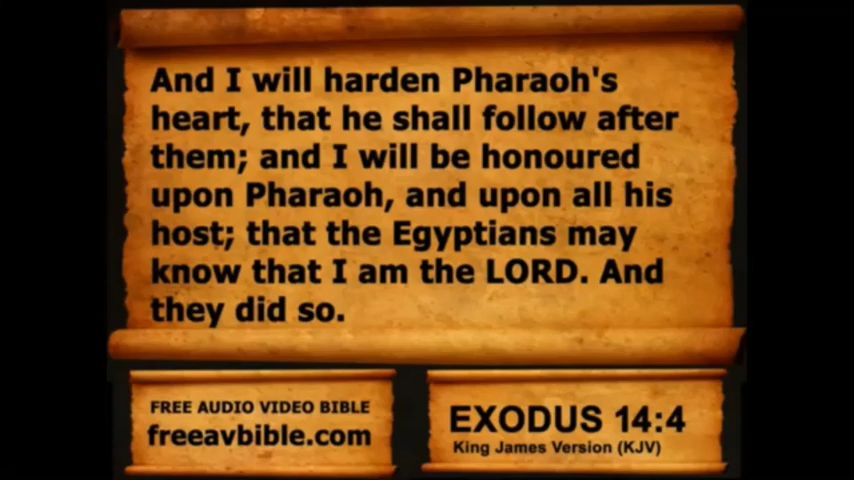 And I will harden Pharaoh's
heart, that he shall follow after
them; and I will be honoured
upon Pharaoh, and upon all his
host; that the Egyptians may
know that I am the LORD. And
they did so.
FREE AUDIO VIDEO BIBLE
freeavbible.com
EXODUS 14:4
King James Version (KJV)